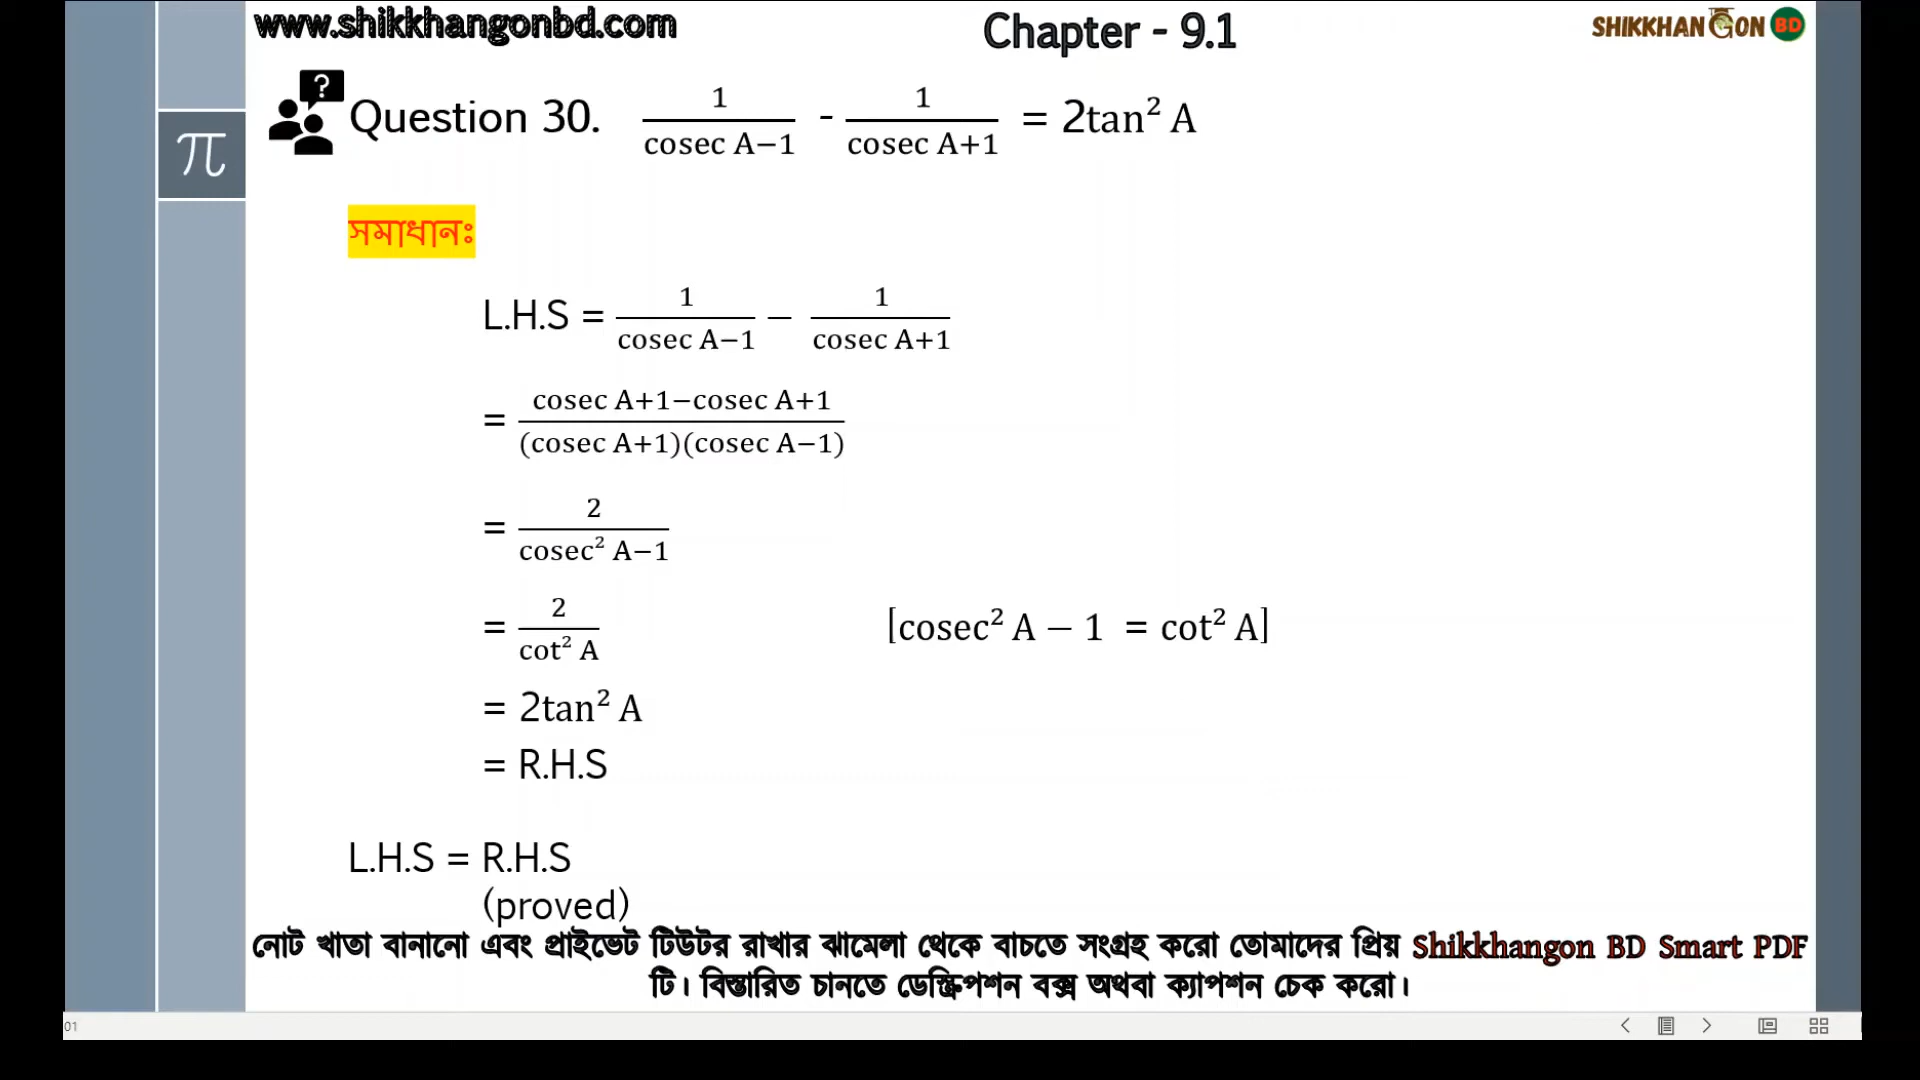 www.shikkhangonbd.com
Chapter - 9.1
SHIKKHANGON BD
?
π
Question 30. 1/(cosec A−1) - 1/(cosec A+1) = 2tan² A
সমাধানঃ
L.H.S = 1/(cosec A−1) − 1/(cosec A+1)
= (cosec A+1−cosec A+1)/((cosec A+1)(cosec A−1))
= 2/(cosec² A−1)
= 2/(cot² A) [cosec² A − 1 = cot² A]
= 2tan² A
= R.H.S
L.H.S = R.H.S
(proved)
নোট খাতা বানানো এবং প্রাইভেট টিউটর রাখার ঝামেলা থেকে বাচতে সংগ্রহ করো তোমাদের প্রিয় Shikkhangon BD Smart PDF
টি। বিস্তারিত চানতে ডেস্ক্রিপশন বক্স অথবা ক্যাপশন চেক করো।
01